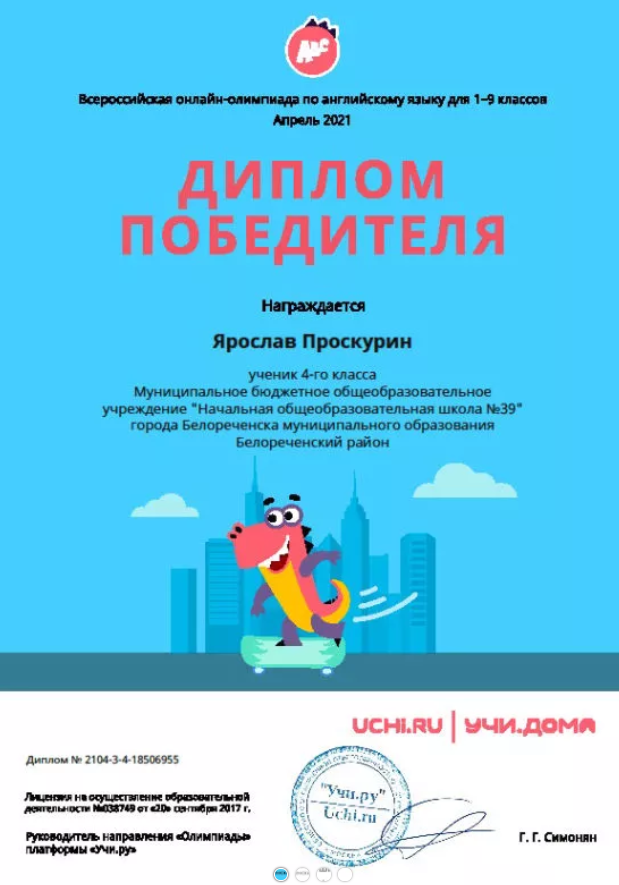 ABC
Всероссийская онлайн-олимпиада по английскому языку для 1–9 классов
Апрель 2021
ДИПЛОМ
ПОБЕДИТЕЛЯ
Награждается
Ярослав Проскурин
ученик 4-го класса
Муниципальное бюджетное общеобразовательное
учреждение "Начальная общеобразовательная школа №39"
города Белореченска муниципального образования
Белореченский район
UCHI.RU | УЧИ.ДОМА
Диплом № 2104-3-4-18506955
Лицензия на осуществление образовательной
деятельности №038749 от «20» сентября 2017 г.
Руководитель направления «Олимпиады»
платформы «Учи.ру»
"Учи.ру"
Uchi.ru
Г. Г. Симонян